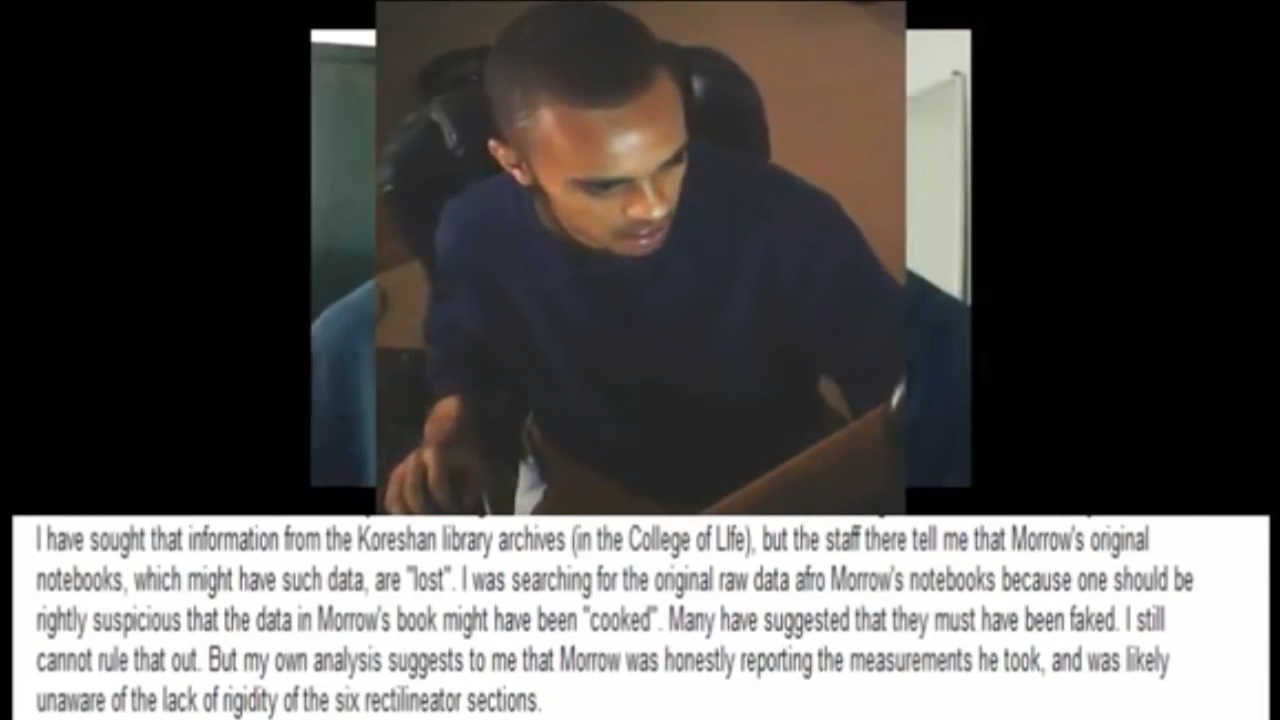 I have sought that information from the Koreshan library archives (in the College of LIfe), but the staff there tell me that Morrow's original
notebooks, which might have such data, are "lost". I was searching for the original raw data afro Morrow's notebooks because one should be
rightly suspicious that the data in Morrow's book might have been "cooked". Many have suggested that they must have been faked. I still
cannot rule that out. But my own analysis suggests to me that Morrow was honestly reporting the measurements he took, and was likely
unaware of the lack of rigidity of the six rectilineator sections.